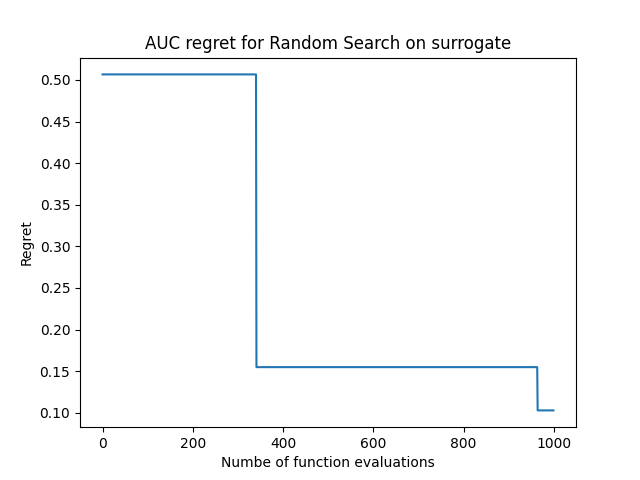 AUC regret for Random Search on surrogate
0.50
0.45
0.40
0.35
0.30
0.25
0.20
0.15
0.10
Regret
0 200 400 600 800 1000
Numbe of function evaluations